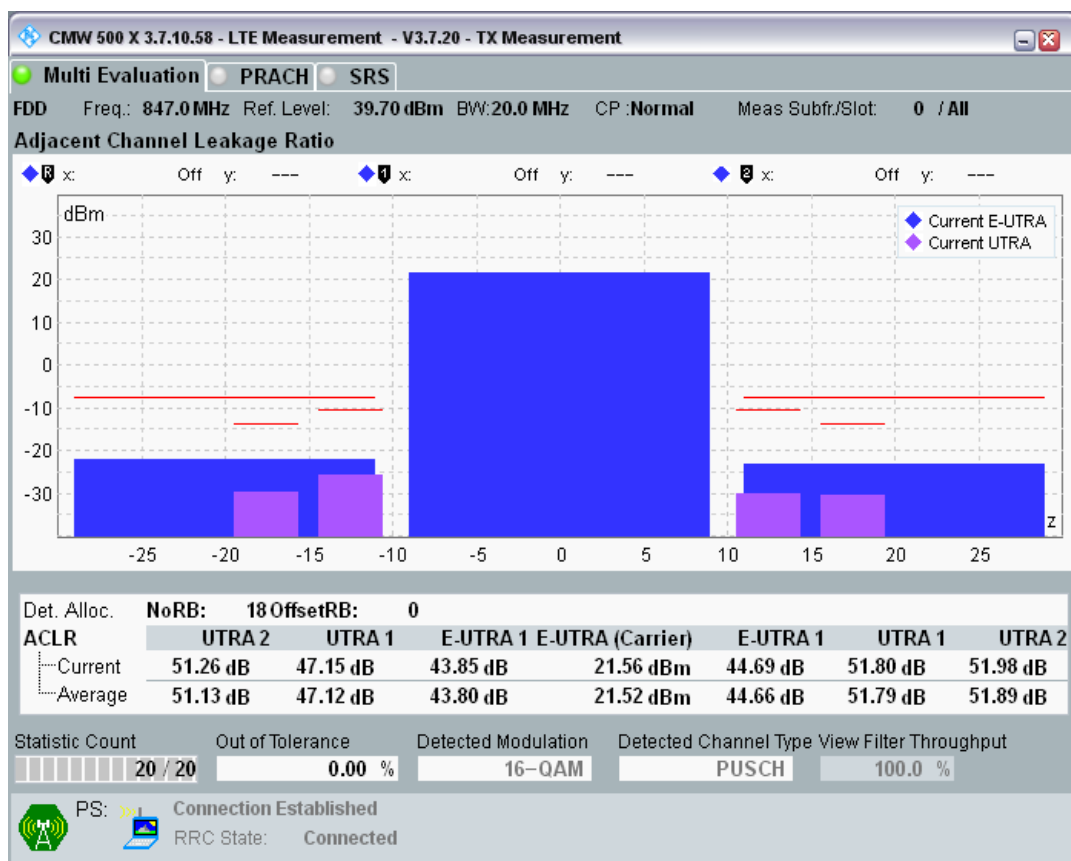 CMW 500 X 3.7.10.58 - LTE Measurement - V3.7.20 - TX Measurement
Multi Evaluation PRACH SRS
FDD Freq.: 847.0 MHz Ref. Level: 39.70 dBm BW:20.0 MHz CP :Normal Meas Subfr./Slot: 0 / All
Adjacent Channel Leakage Ratio
R x: Off y: --- 1 x: Off y: --- 2 x: Off y: ---
dBm
Current E-UTRA
Current UTRA
30
20
10
0
-10
-20
-30
z
-25 -20 -15 -10 -5 0 5 10 15 20 25
Det. Alloc. NoRB: 18 OffsetRB: 0
ACLR UTRA 2 UTRA 1 E-UTRA 1 E-UTRA (Carrier) E-UTRA 1 UTRA 1 UTRA 2
Current 51.26 dB 47.15 dB 43.85 dB 21.56 dBm 44.69 dB 51.80 dB 51.98 dB
Average 51.13 dB 47.12 dB 43.80 dB 21.52 dBm 44.66 dB 51.79 dB 51.89 dB
Statistic Count Out of Tolerance Detected Modulation Detected Channel Type View Filter Throughput
20 / 20 0.00 % 16-QAM PUSCH 100.0 %
PS: Connection Established
RRC State: Connected